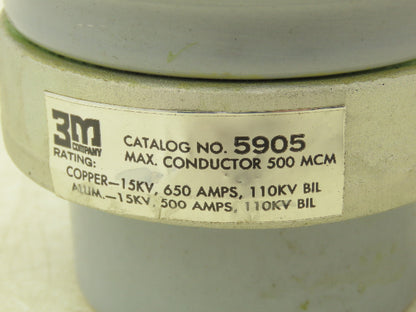 3M COMPANY
CATALOG NO. 5905
MAX. CONDUCTOR 500 MCM
RATING:
COPPER—15KV, 650 AMPS, 110KV BIL
ALUM.—15KV, 500 AMPS, 110KV BIL